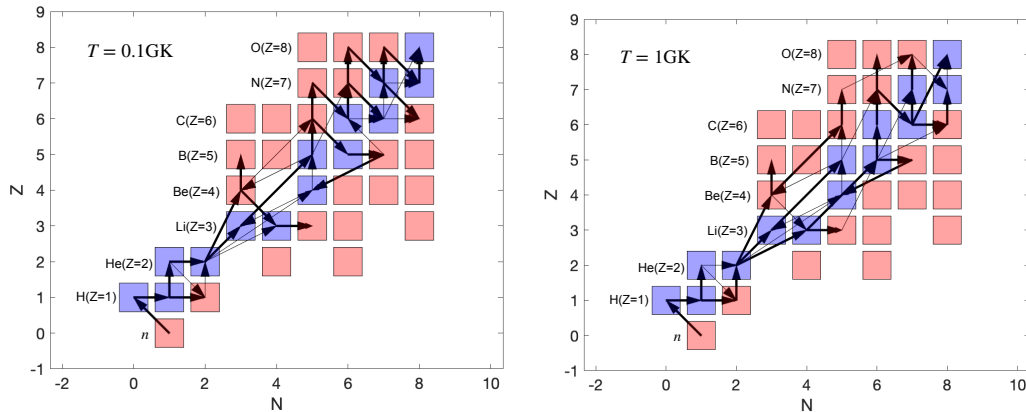 9
8
7
6
5
4
3
2
1
0
-1
Z
T = 0.1GK
O(Z=8)
N(Z=7)
C(Z=6)
B(Z=5)
Be(Z=4)
Li(Z=3)
He(Z=2)
H(Z=1)
n
-2 0 2 4 6 8 10
N
9
8
7
6
5
4
3
2
1
0
-1
Z
T = 1GK
O(Z=8)
N(Z=7)
C(Z=6)
B(Z=5)
Be(Z=4)
Li(Z=3)
He(Z=2)
H(Z=1)
n
-2 0 2 4 6 8 10
N